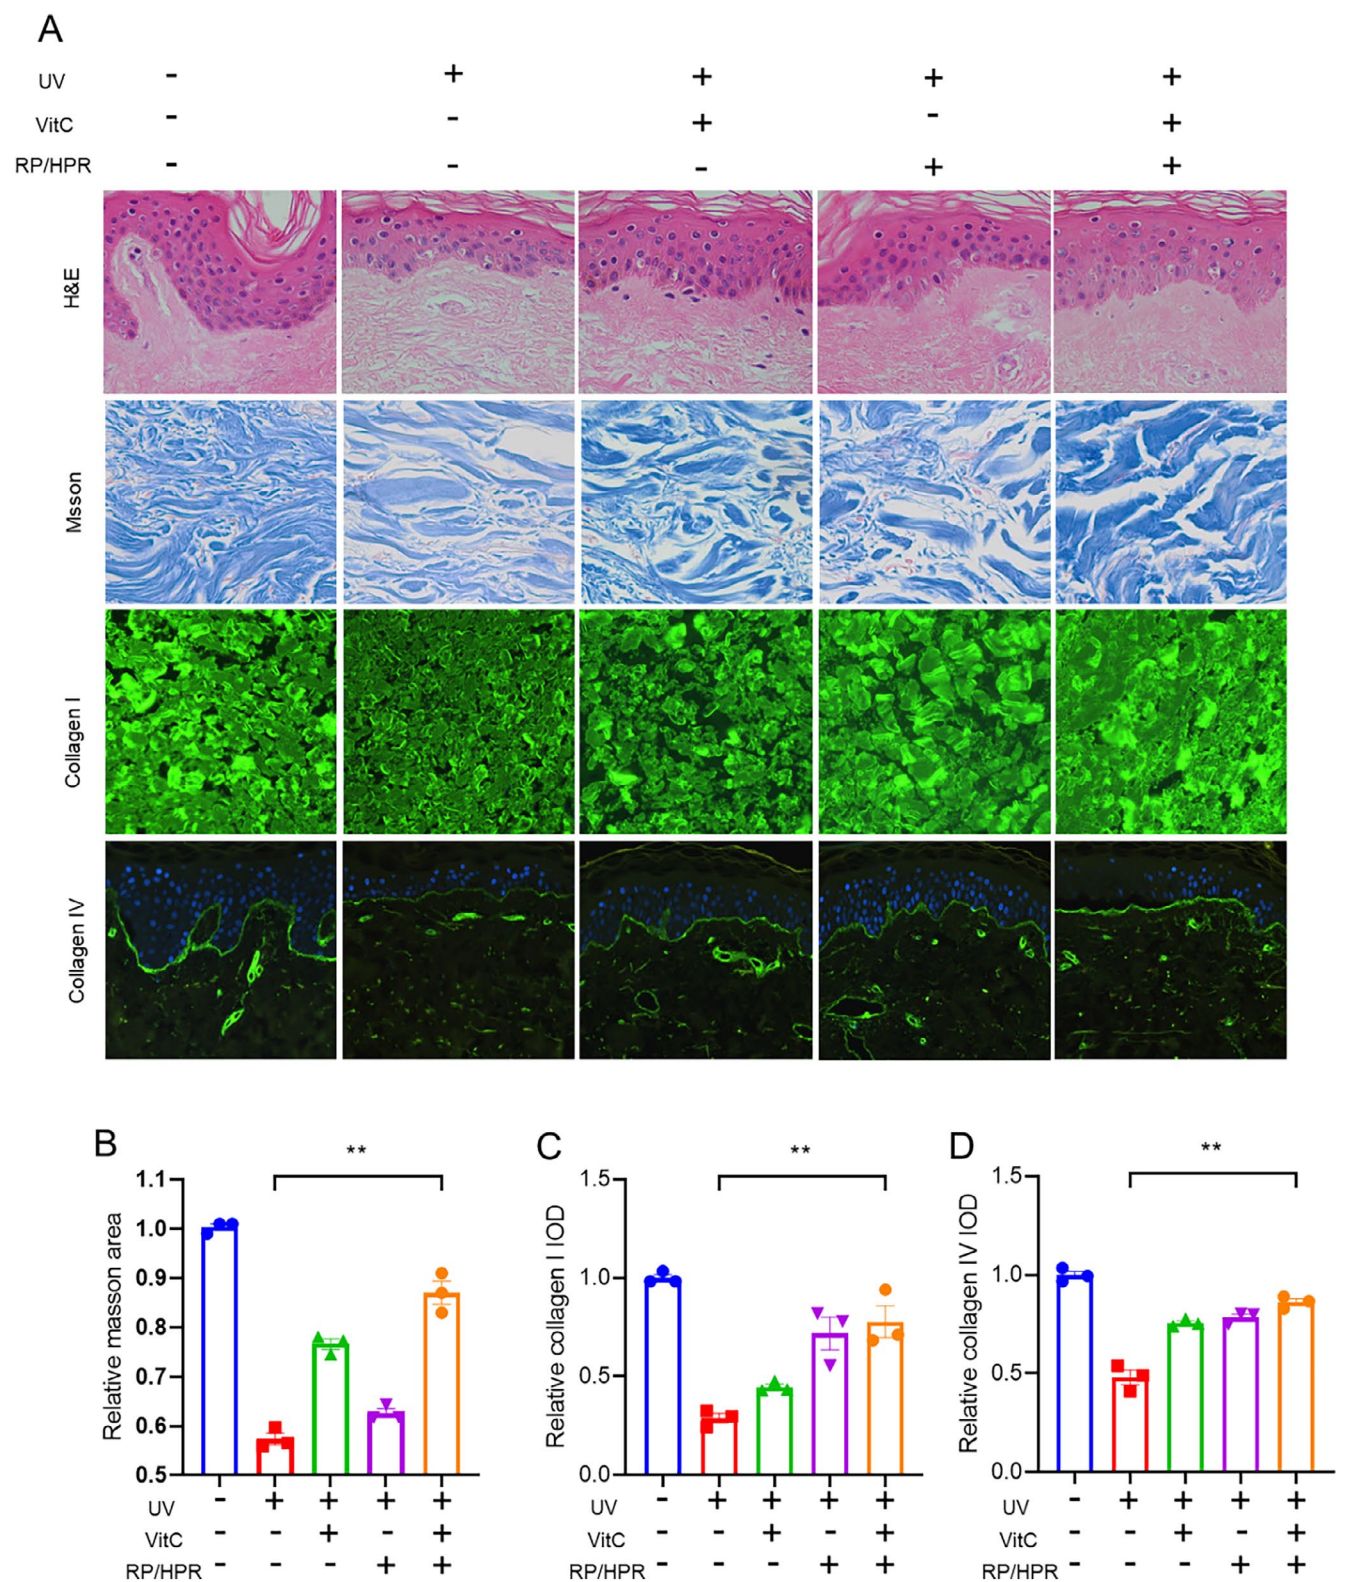 A
UV - + + + +
VitC - - + - +
RP/HPR - - - + +
H&E
Msson
Collagen I
Collagen IV
B
**
Relative masson area
1.1
1.0
0.9
0.8
0.7
0.6
0.5
UV - + + + +
VitC - - + - +
RP/HPR - - - + +
C
**
Relative collagen I IOD
1.5
1.0
0.5
0.0
UV - + + + +
VitC - - + - +
RP/HPR - - - + +
D
**
Relative collagen IV IOD
1.5
1.0
0.5
0.0
UV - + + + +
VitC - - + - +
RP/HPR - - - + +